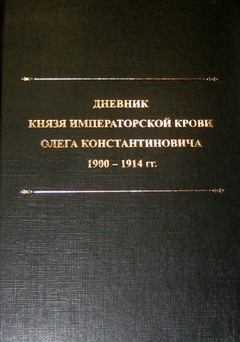 ДНЕВНИК
КНЯЗЯ ИМПЕРАТОРСКОЙ КРОВИ
ОЛЕГА КОНСТАНТИНОВИЧА
1900 – 1914 гг.